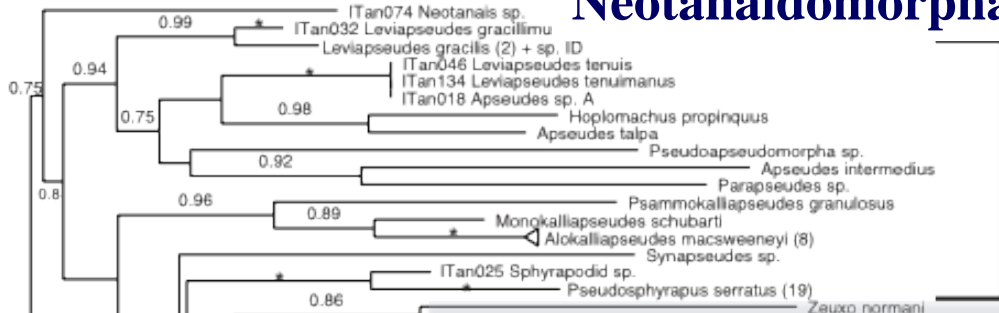 Neotanaidomorpha
ITan074 Neotanais sp.
0.99
*
ITan032 Leviapseudes gracillimu
Leviapseudes gracilis (2) + sp. ID
0.94
ITan046 Leviapseudes tenuis
*
ITan134 Leviapseudes tenuimanus
0.75
ITan018 Apseudes sp. A
0.98
0.75
Hoplomachus propinquus
Apseudes talpa
Pseudoapseudomorpha sp.
0.92
Apseudes intermedius
Parapseudes sp.
0.8
0.96
Psammokalliapseudes granulosus
0.89
Monokalliapseudes schubarti
*
Alokalliapseudes macsweeneyi (8)
Synapseudes sp.
*
ITan025 Sphyrapodid sp.
*
Pseudosphyrapus serratus (19)
0.86
Zeuxo normani